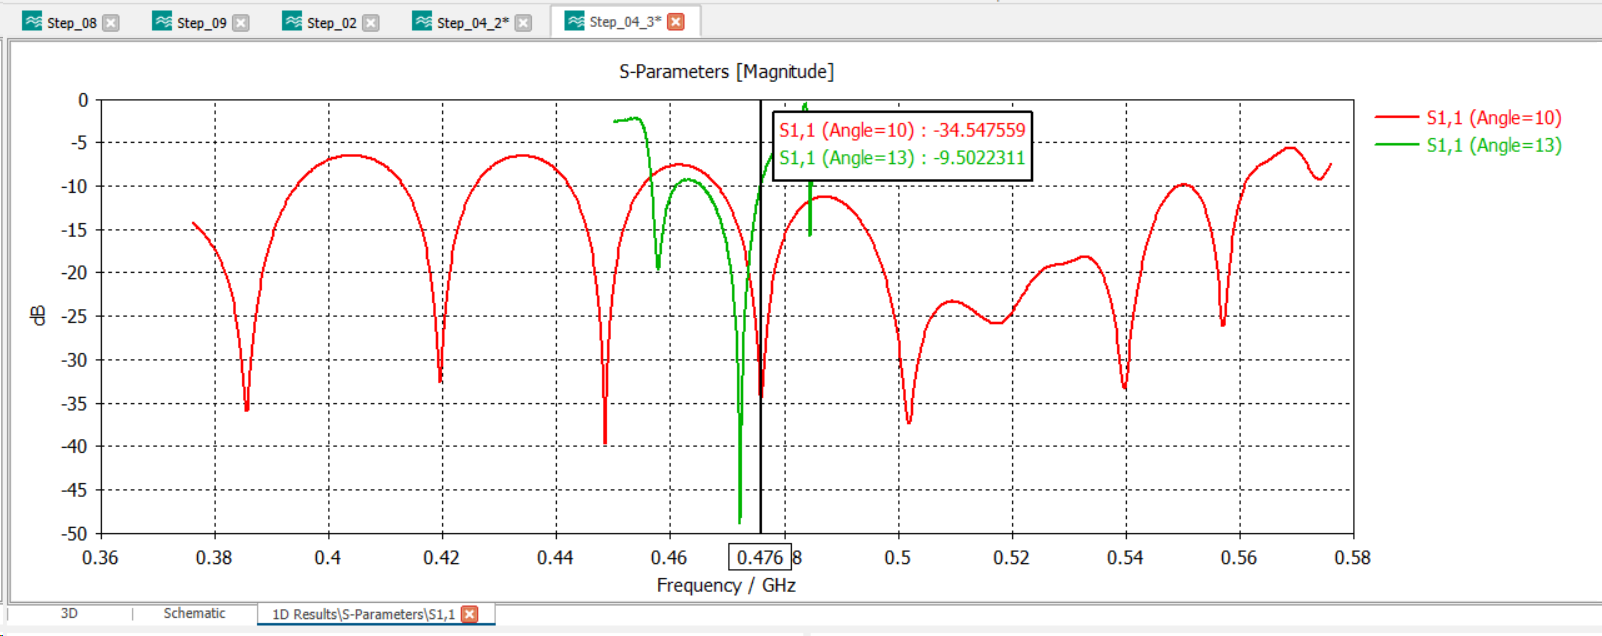 Step_08 Step_09 Step_02 Step_04_2* Step_04_3*
S-Parameters [Magnitude]
S1,1 (Angle=10) : -34.547559
S1,1 (Angle=13) : -9.5022311
S1,1 (Angle=10)
S1,1 (Angle=13)
0
-5
-10
-15
-20
-25
-30
-35
-40
-45
-50
dB
0.36 0.38 0.4 0.42 0.44 0.46 0.476 8 0.5 0.52 0.54 0.56 0.58
Frequency / GHz
3D Schematic 1D Results\S-Parameters\S1,1